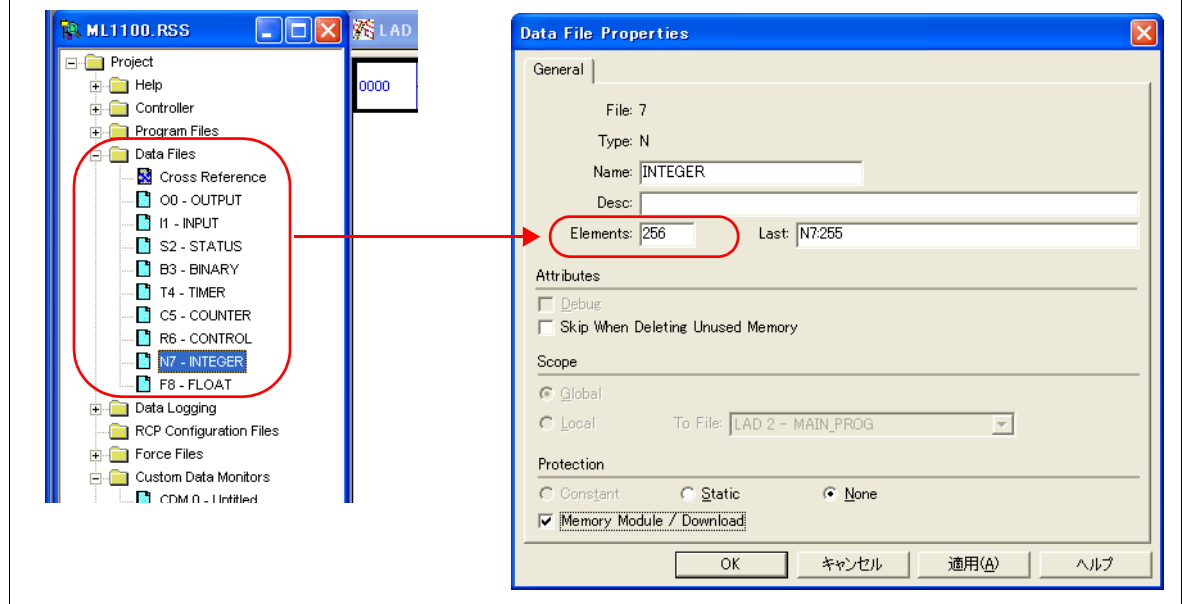 ML1100.RSS
LAD
Project
Help
0000
Controller
Program Files
Data Files
Cross Reference
O0 - OUTPUT
I1 - INPUT
S2 - STATUS
B3 - BINARY
T4 - TIMER
C5 - COUNTER
R6 - CONTROL
N7 - INTEGER
F8 - FLOAT
Data Logging
RCP Configuration Files
Force Files
Custom Data Monitors
CDM 0 - Untitled
Data File Properties
General
File: 7
Type: N
Name: INTEGER
Desc:
Elements: 256 Last: N7:255
Attributes
Debug
Skip When Deleting Unused Memory
Scope
Global
Local To File: LAD 2 - MAIN_PROG
Protection
Constant Static None
Memory Module / Download
OK キャンセル 適用(A) ヘルプ